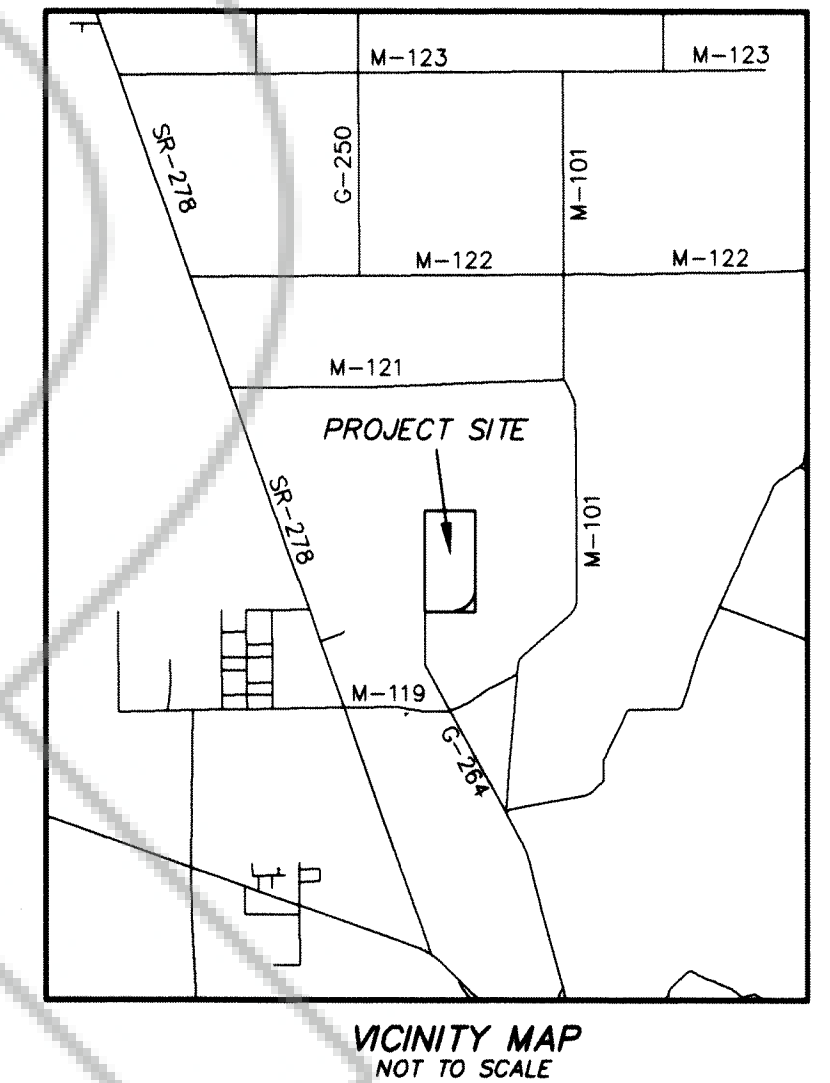 M-123
M-123
SR-278
G-250
M-101
M-122
M-122
M-121
PROJECT SITE
SR-278
M-101
M-119
G-264
VICINITY MAP
NOT TO SCALE